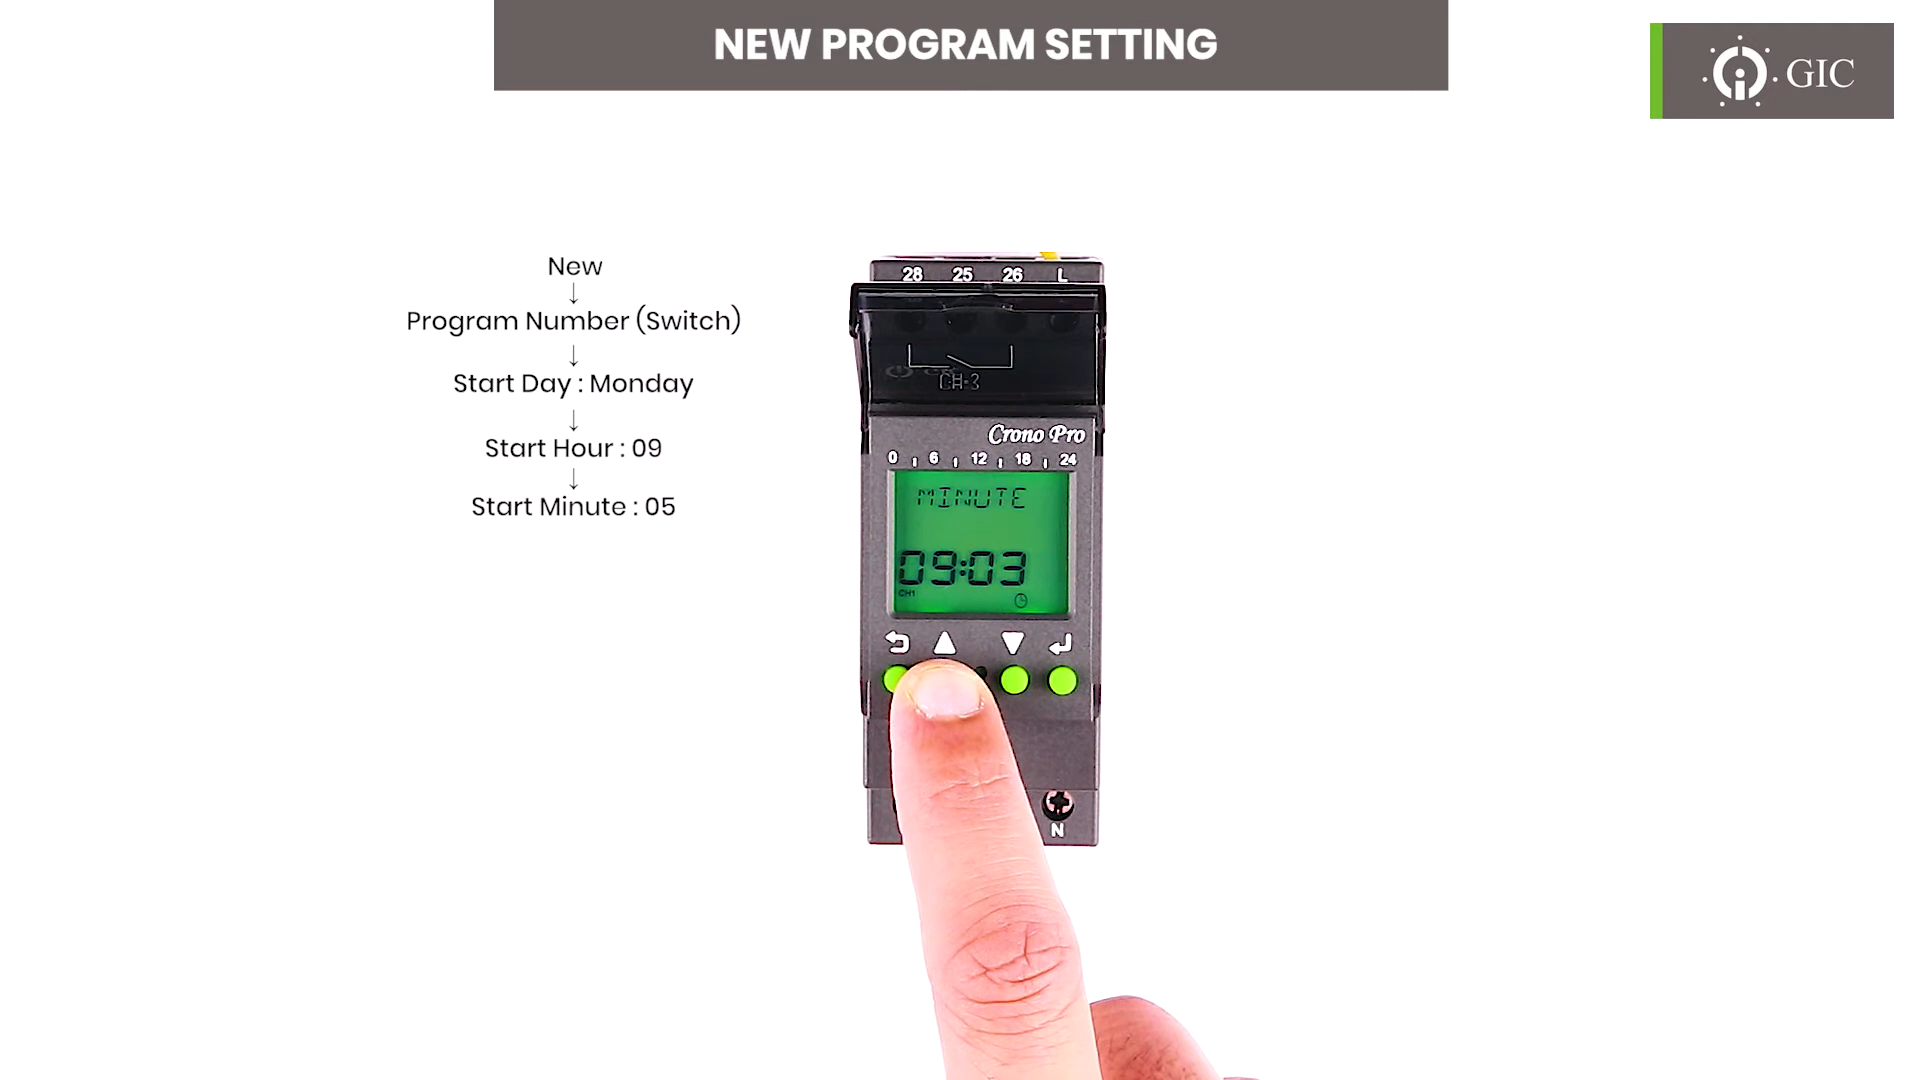 NEW PROGRAM SETTING
GIC
New
Program Number (Switch)
Start Day : Monday
Start Hour : 09
Start Minute : 05
28 25 26 L
CH-3
Crono Pro
0 6 12 18 24
MINUTE
09:03
CH1
N